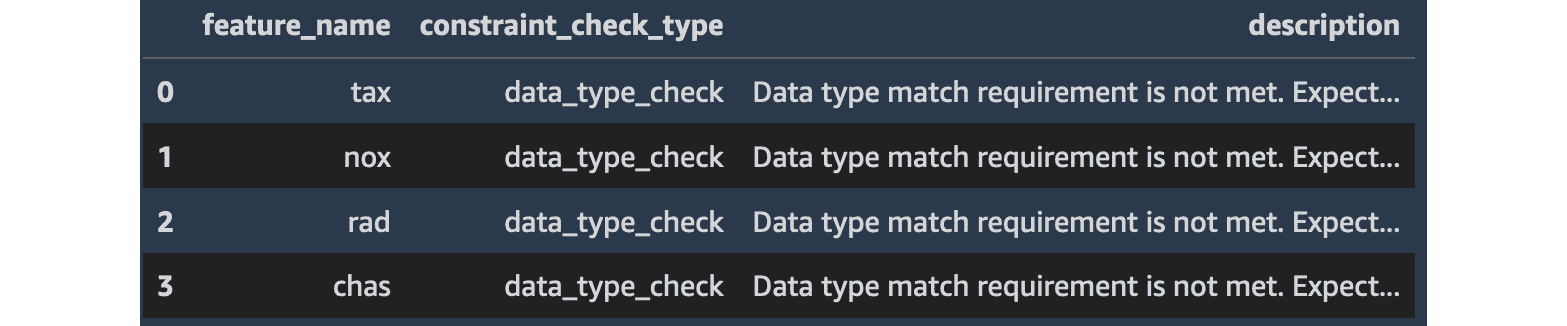 feature_name constraint_check_type description
0 tax data_type_check Data type match requirement is not met. Expect...
1 nox data_type_check Data type match requirement is not met. Expect...
2 rad data_type_check Data type match requirement is not met. Expect...
3 chas data_type_check Data type match requirement is not met. Expect...